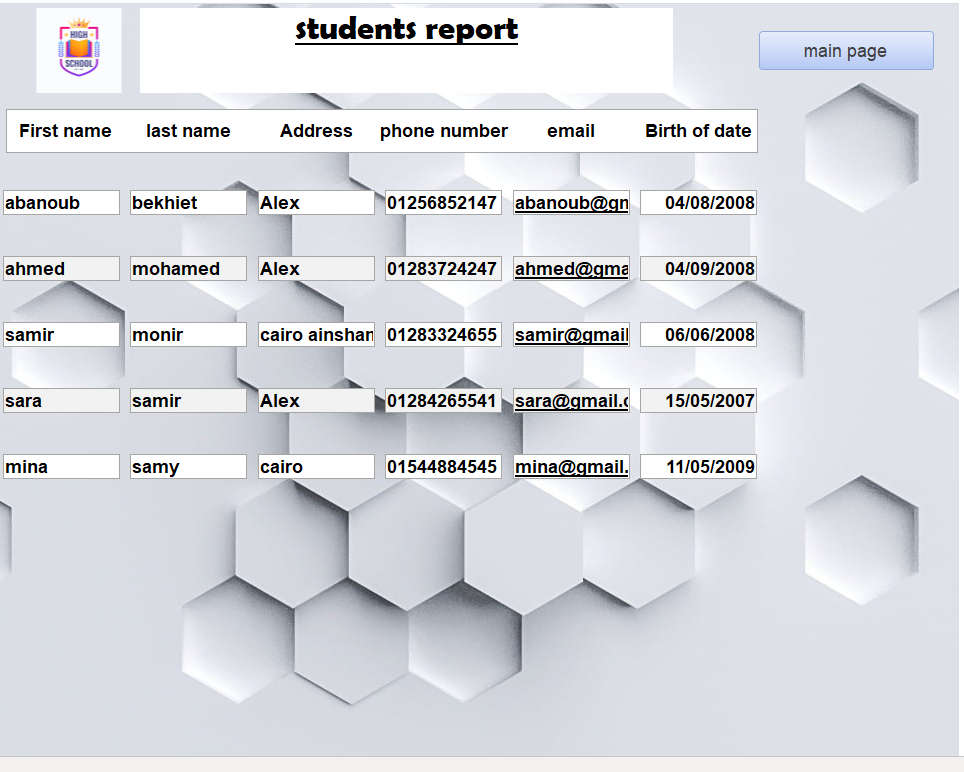 HIGH
SCHOOL
students report
main page
First name last name Address phone number email Birth of date
abanoub bekhiet Alex 01256852147 abanoub@gn 04/08/2008
ahmed mohamed Alex 01283724247 ahmed@gma 04/09/2008
samir monir cairo ainshan 01283324655 samir@gmail 06/06/2008
sara samir Alex 01284265541 sara@gmail.c 15/05/2007
mina samy cairo 01544884545 mina@gmail. 11/05/2009